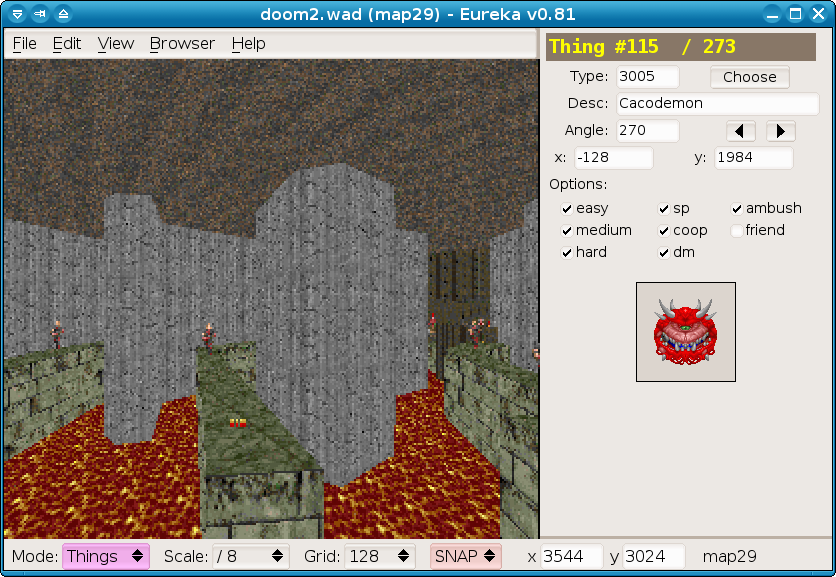 doom2.wad (map29) - Eureka v0.81
File Edit View Browser Help
Thing #115 / 273
Type: 3005 Choose
Desc: Cacodemon
Angle: 270
x: -128 y: 1984
Options:
easy sp ambush
medium coop friend
hard dm
Mode: Things Scale: / 8 Grid: 128 SNAP x 3544 y 3024 map29